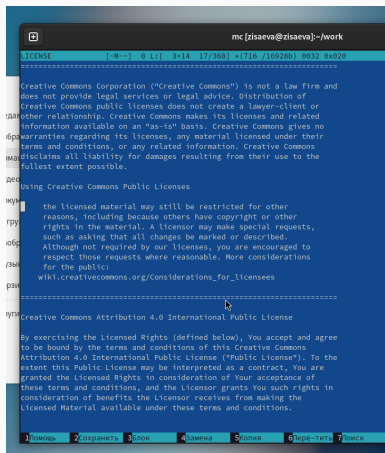 mc [zisaeva@zisaeva]:~/work
LICENSE [-M--] 0 L:[ 3+14 17/368] *(716 /16928b) 0032 0x020
=======================================================================
Creative Commons Corporation ("Creative Commons") is not a law firm and
does not provide legal services or legal advice. Distribution of
Creative Commons public licenses does not create a lawyer-client or
other relationship. Creative Commons makes its licenses and related
information available on an "as-is" basis. Creative Commons gives no
warranties regarding its licenses, any material licensed under their
terms and conditions, or any related information. Creative Commons
disclaims all liability for damages resulting from their use to the
fullest extent possible.
Using Creative Commons Public Licenses
the licensed material may still be restricted for other
reasons, including because others have copyright or other
rights in the material. A licensor may make special requests,
such as asking that all changes be marked or described.
Although not required by our licenses, you are encouraged to
respect those requests where reasonable. More considerations
for the public:
wiki.creativecommons.org/Considerations_for_licensees
=======================================================================
Creative Commons Attribution 4.0 International Public License
By exercising the Licensed Rights (defined below), You accept and agree
to be bound by the terms and conditions of this Creative Commons
Attribution 4.0 International Public License ("Public License"). To the
extent this Public License may be interpreted as a contract, You are
granted the Licensed Rights in consideration of Your acceptance of
these terms and conditions, and the Licensor grants You such rights in
consideration of benefits the Licensor receives from making the
Licensed Material available under these terms and conditions.
1Помощь 2Сохранить 3Блок 4Замена 5Копия 6Пере~тить 7Поиск